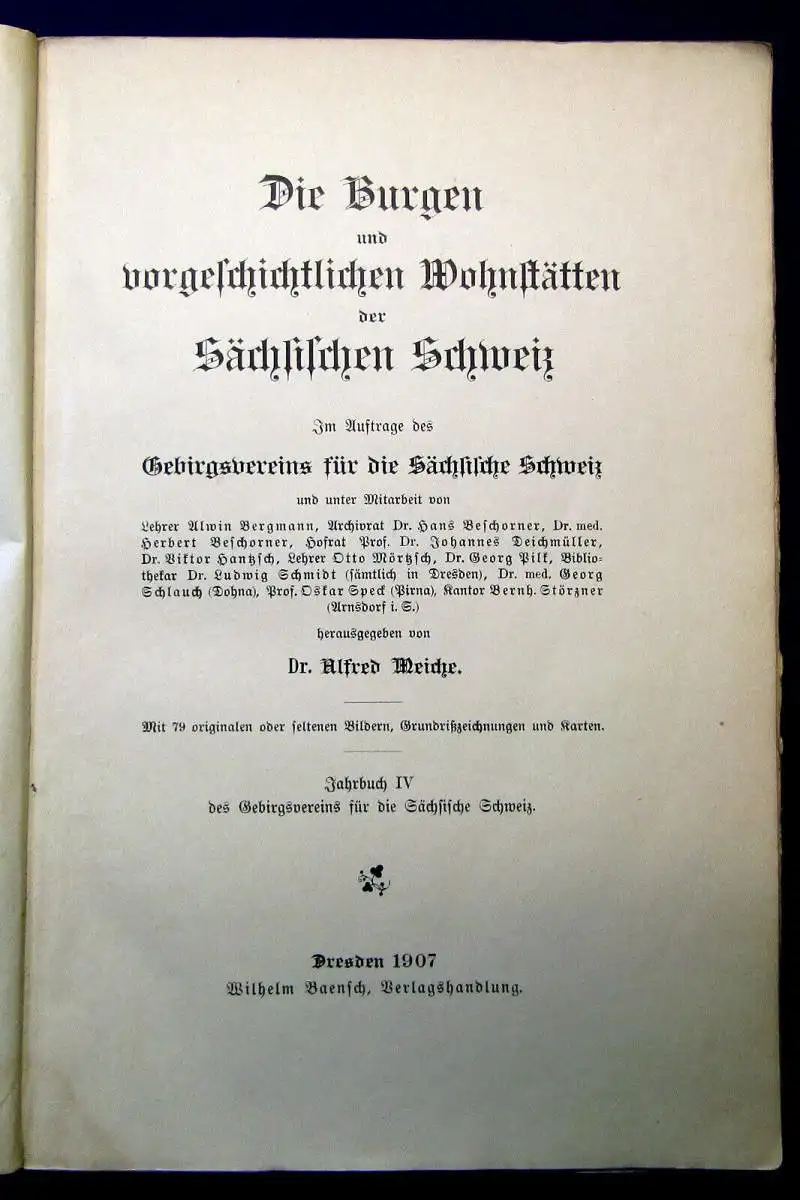 Die Burgen
und
vorgeschichtlichen Wohnstätten
der
Sächsischen Schweiz
Im Auftrage des
Gebirgsvereins für die Sächsische Schweiz
und unter Mitarbeit von
Lehrer Alwin Bergmann, Archivrat Dr. Hans Beschorner, Dr. med.
Herbert Beschorner, Hofrat Prof. Dr. Johannes Deichmüller,
Dr. Viktor Hantzsch, Lehrer Otto Mörtzsch, Dr. Georg Pilk, Biblio-
thekar Dr. Ludwig Schmidt (sämtlich in Dresden), Dr. med. Georg
Schlauch (Dohna), Prof. Oskar Speck (Pirna), Kantor Bernh. Störzner
(Arnsdorf i. S.)
herausgegeben von
Dr. Alfred Meiche.
Mit 79 originalen oder seltenen Bildern, Grundrißzeichnungen und Karten.
Jahrbuch IV
des Gebirgsvereins für die Sächsische Schweiz.
Dresden 1907
Wilhelm Baensch, Verlagshandlung.